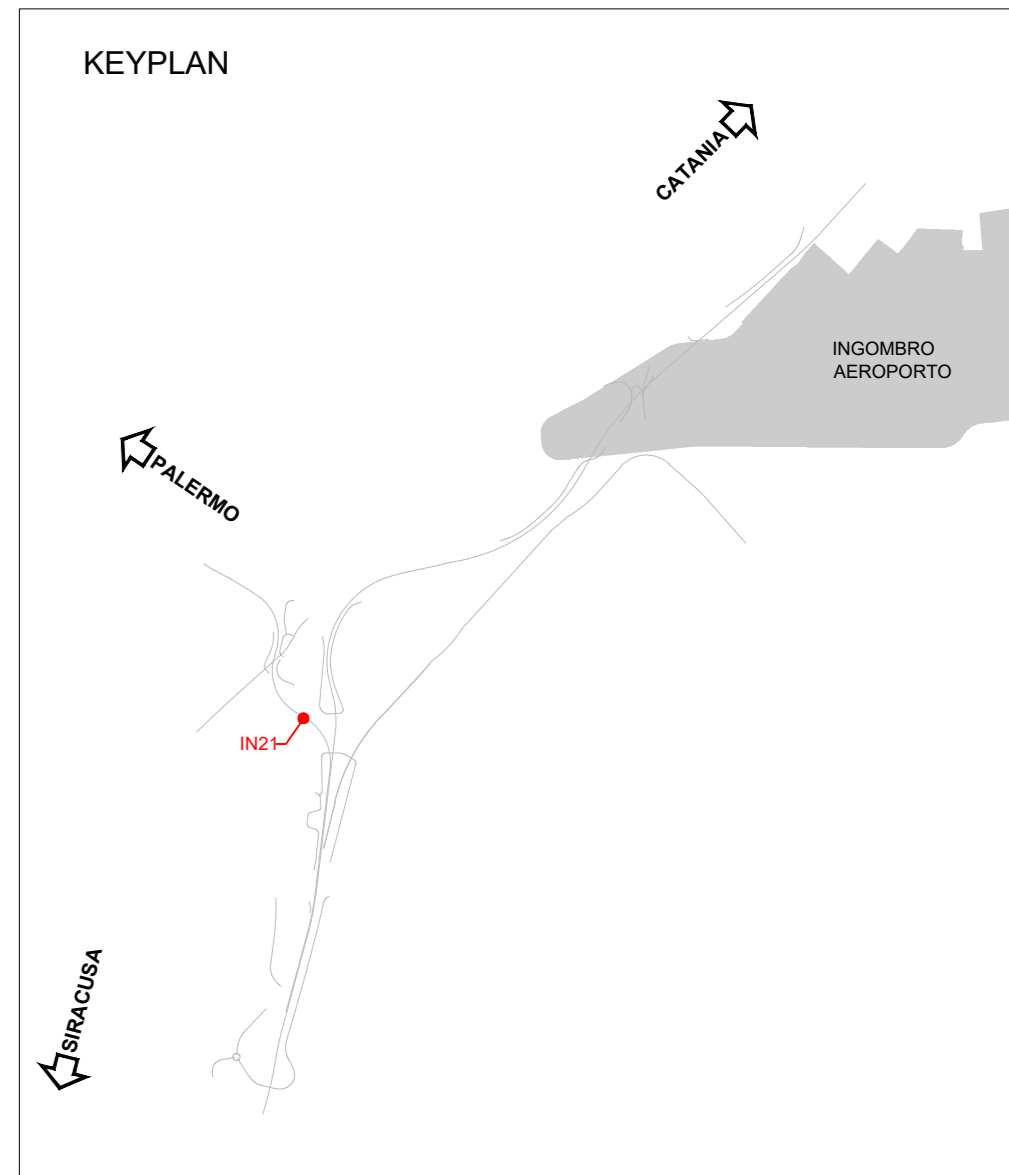 KEYPLAN
CATANIA
INGOMBRO
AEROPORTO
PALERMO
IN21
SIRACUSA